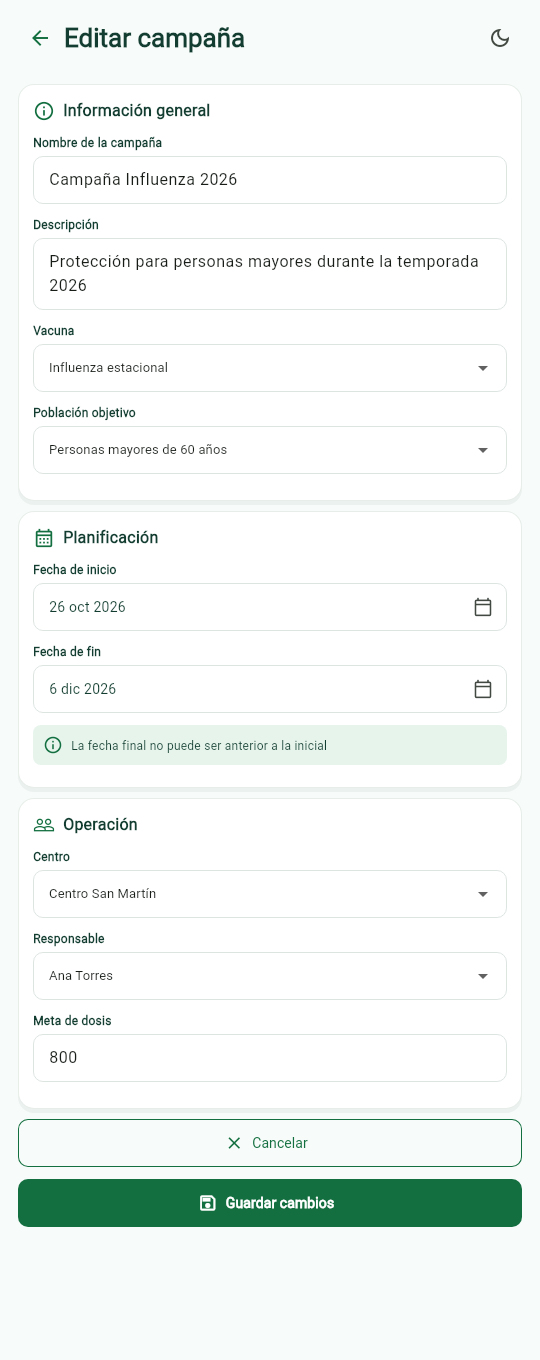 Editar campaña
Información general
Nombre de la campaña
Campaña Influenza 2026
Descripción
Protección para personas mayores durante la temporada
2026
Vacuna
Influenza estacional
Población objetivo
Personas mayores de 60 años
Planificación
Fecha de inicio
26 oct 2026
Fecha de fin
6 dic 2026
La fecha final no puede ser anterior a la inicial
Operación
Centro
Centro San Martín
Responsable
Ana Torres
Meta de dosis
800
Cancelar
Guardar cambios